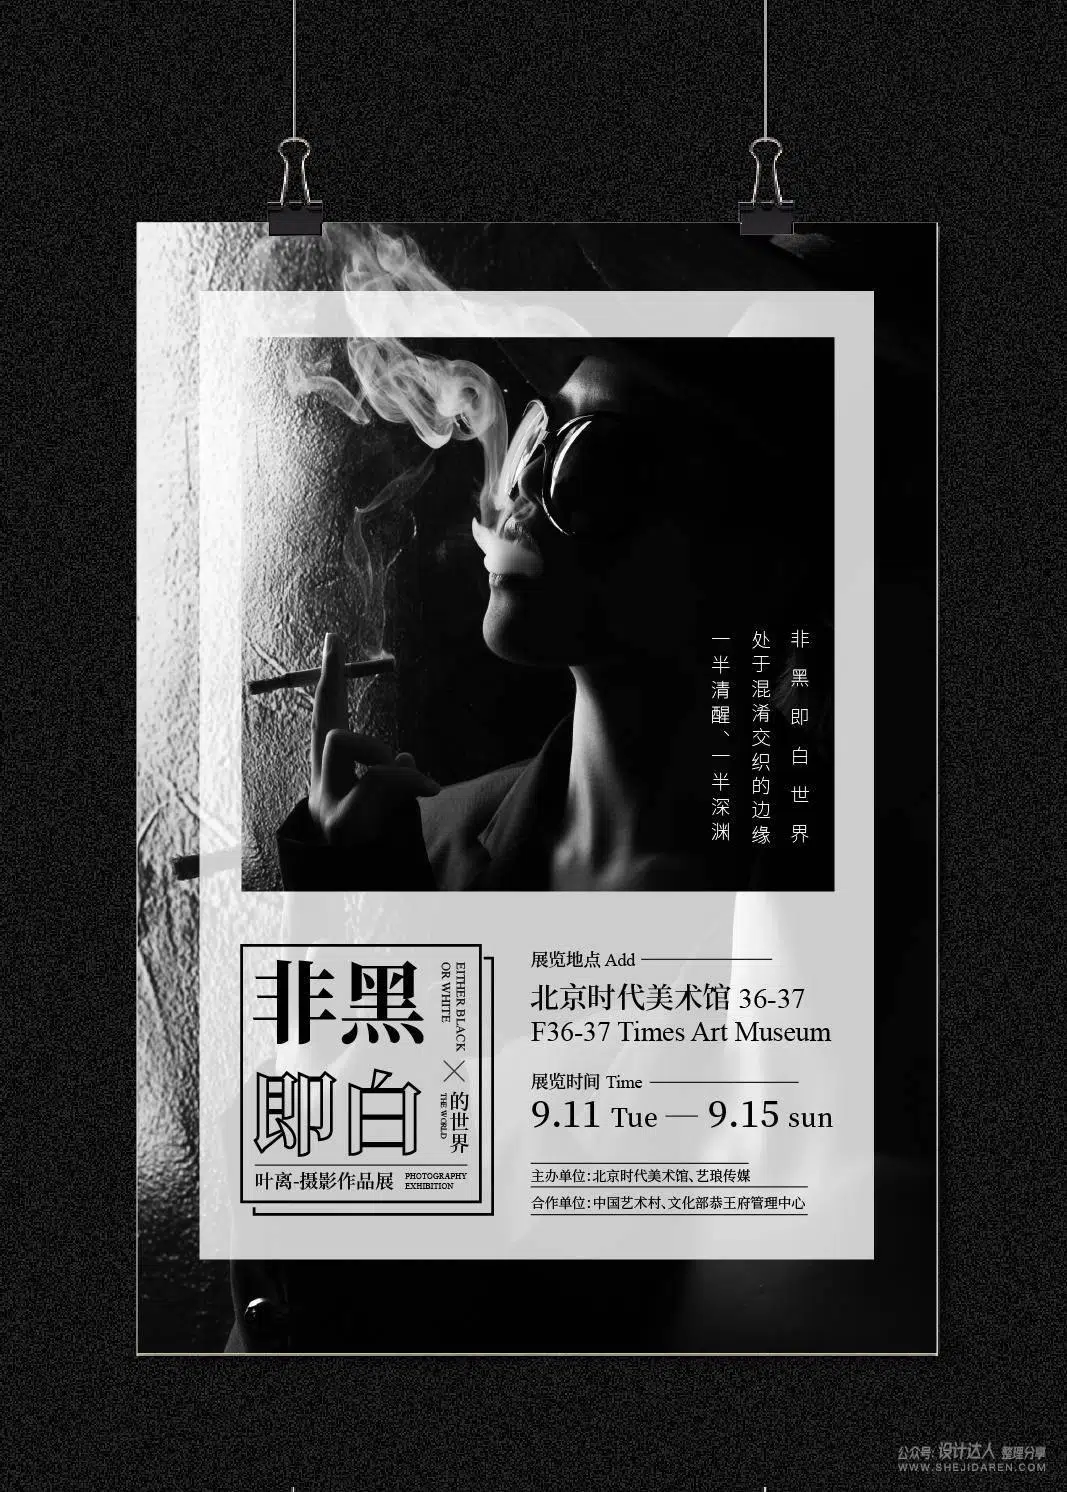 非黑即白世界
处于混淆交织的边缘
一半清醒、一半深渊
非黑
即白
EITHER BLACK
OR WHITE
的世界
THE WORLD
叶离-摄影作品展
PHOTOGRAPHY
EXHIBITION
展览地点 Add
北京时代美术馆 36-37
F36-37 Times Art Museum
展览时间 Time
9.11 Tue — 9.15 sun
主办单位:北京时代美术馆、艺琅传媒
合作单位:中国艺术村、文化部恭王府管理中心
公众号:设计达人 整理分享
WWW.SHEJIDAREN.COM